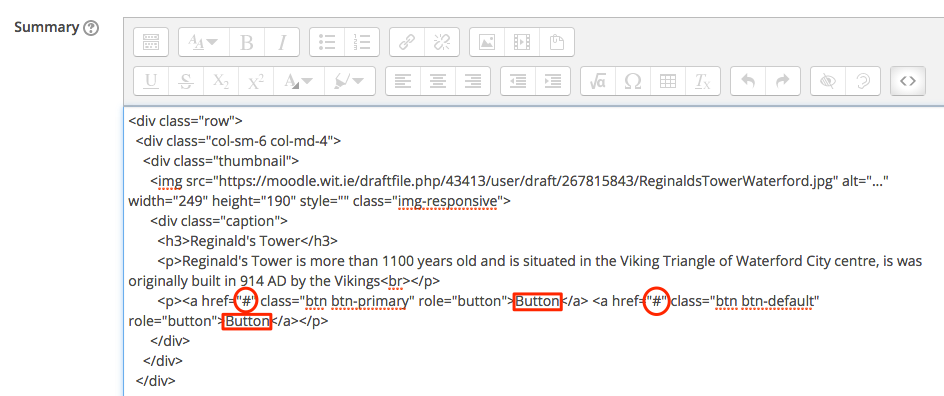 Summary
<div class="row">
<div class="col-sm-6 col-md-4">
<div class="thumbnail">
<img src="https://moodle.wit.ie/draftfile.php/43413/user/draft/267815843/ReginaldsTowerWaterford.jpg" alt="..."
width="249" height="190" style="" class="img-responsive">
<div class="caption">
<h3>Reginald's Tower</h3>
<p>Reginald's Tower is more than 1100 years old and is situated in the Viking Triangle of Waterford City centre, is was
originally built in 914 AD by the Vikings<br></p>
<p><a href="#" class="btn btn-primary" role="button">Button</a> <a href="#" class="btn btn-default"
role="button">Button</a></p>
</div>
</div>
</div>